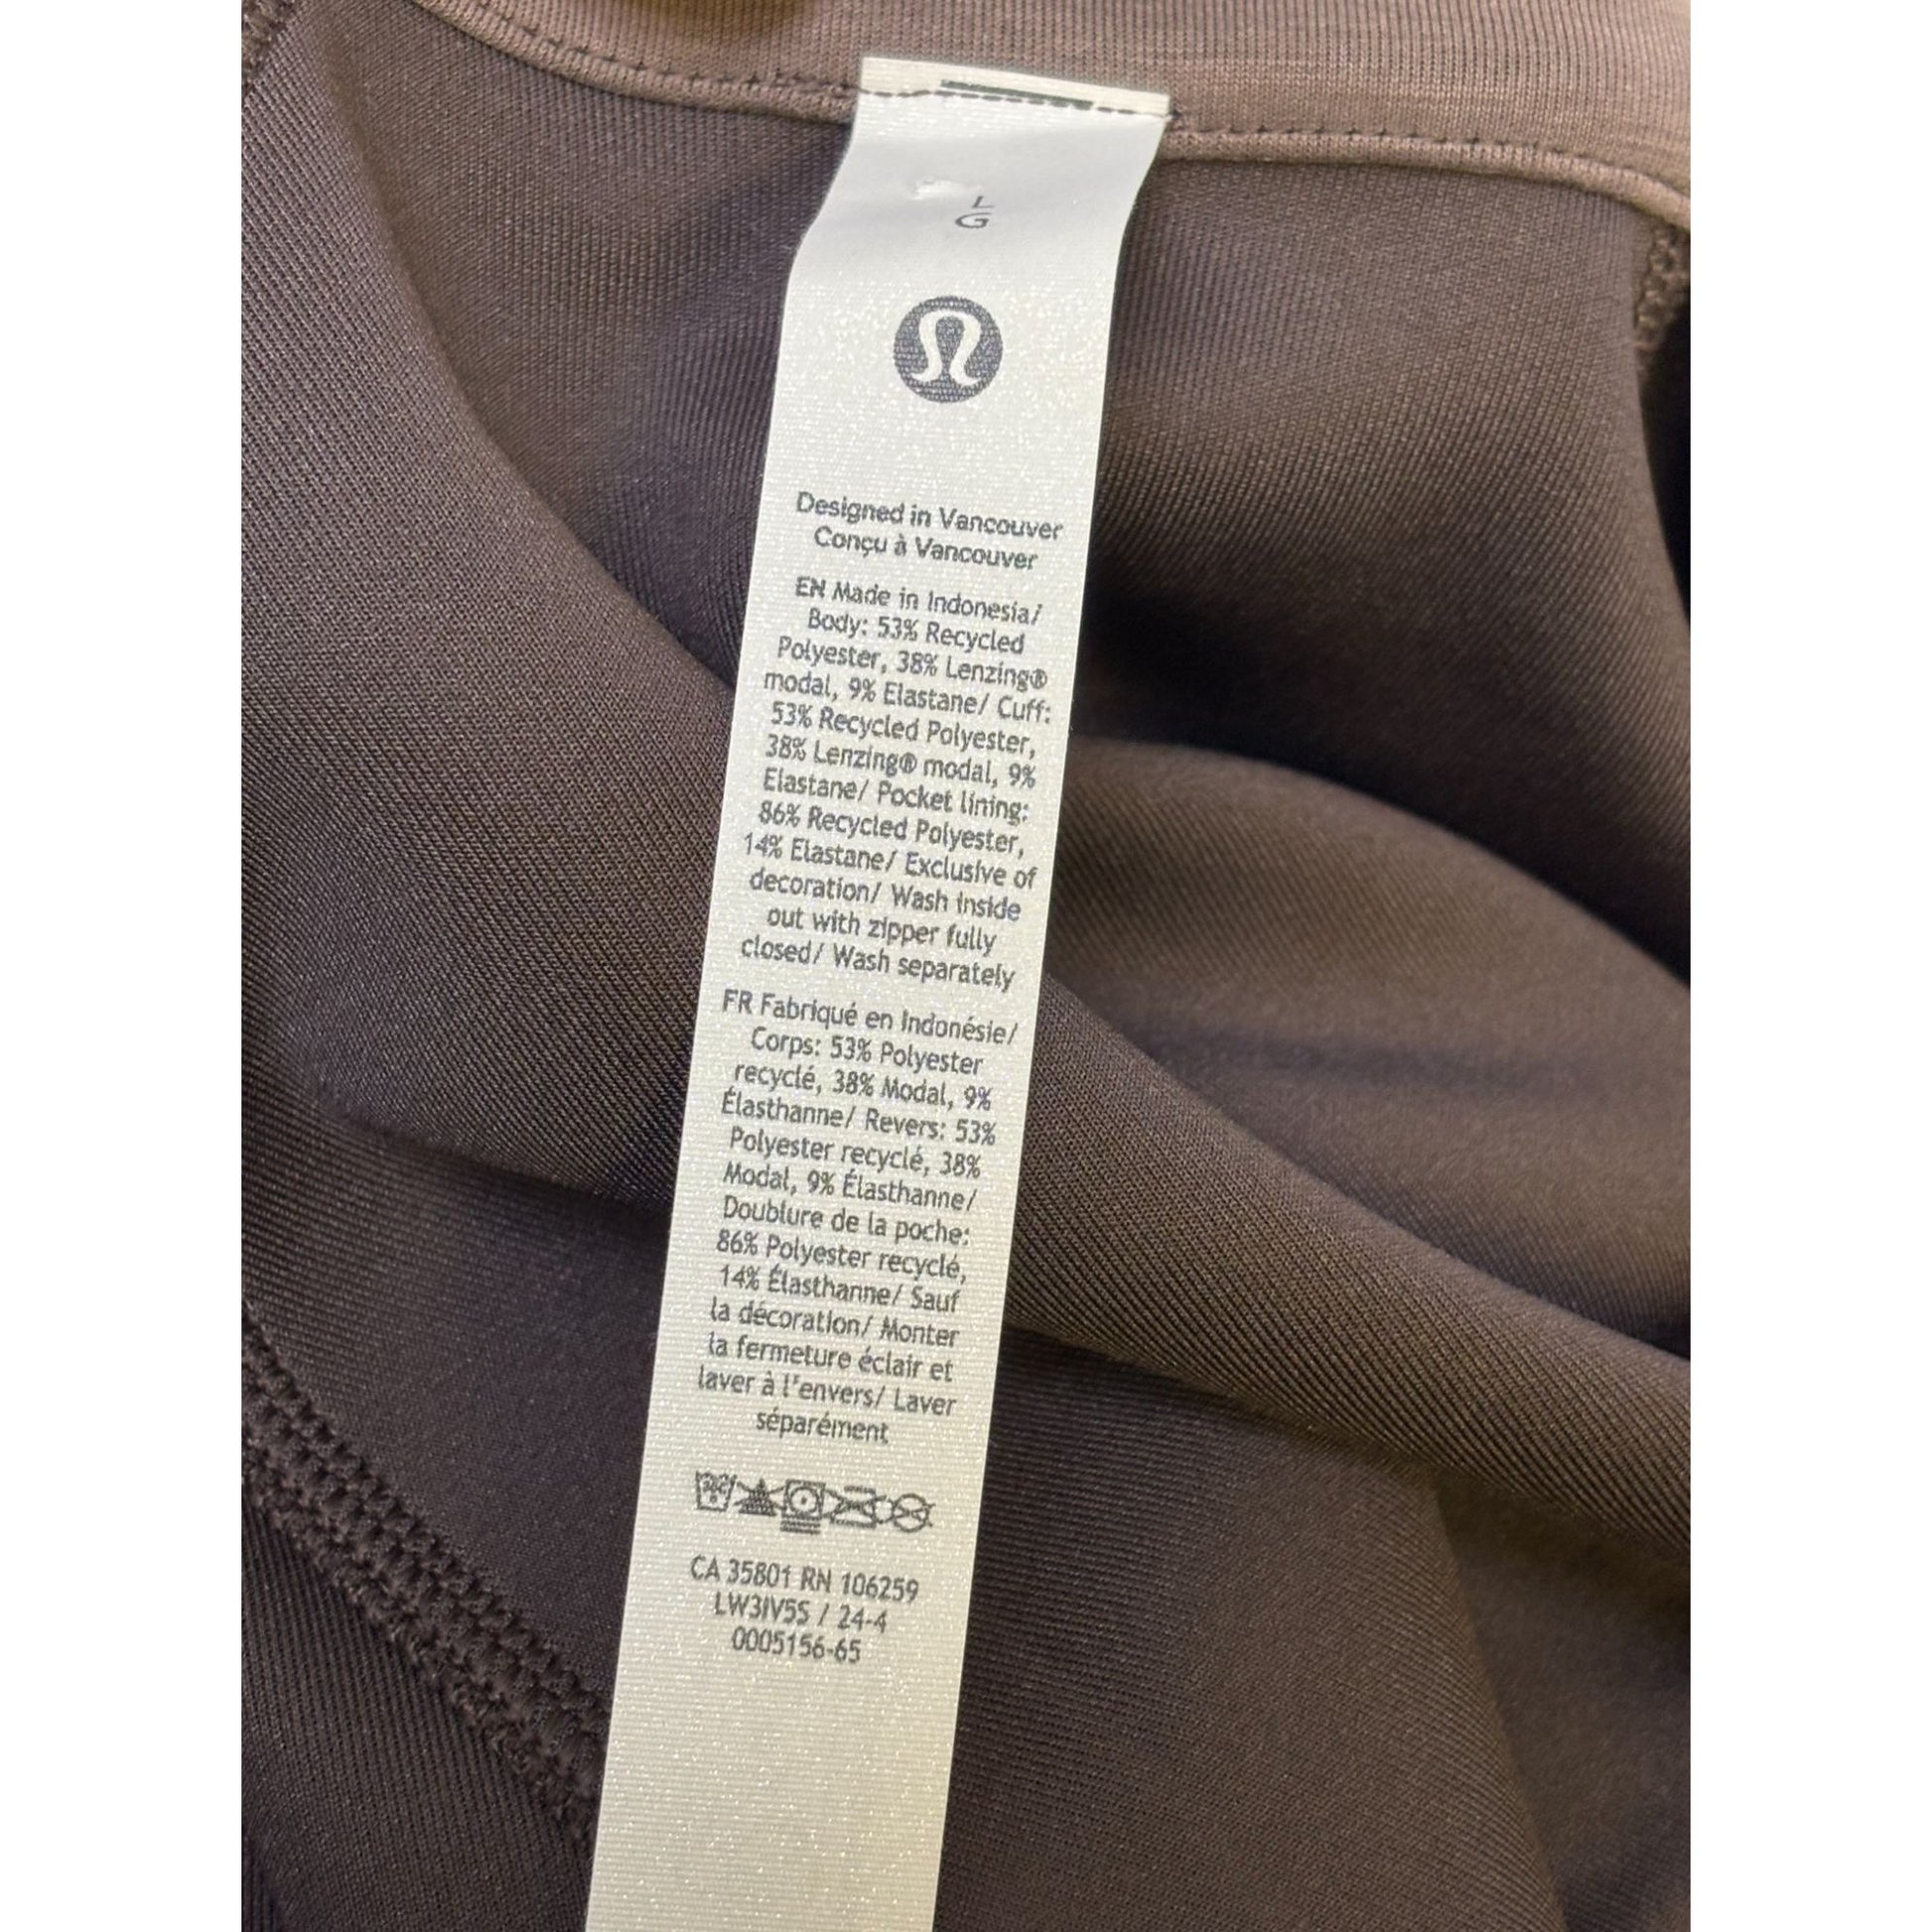 L
G
Designed in Vancouver
Conçu à Vancouver
EN Made in Indonesia/
Body: 53% Recycled
Polyester, 38% Lenzing®
modal, 9% Elastane/ Cuff:
53% Recycled Polyester,
38% Lenzing® modal, 9%
Elastane/ Pocket lining:
86% Recycled Polyester,
14% Elastane/ Exclusive of
decoration/ Wash inside
out with zipper fully
closed/ Wash separately
FR Fabriqué en Indonésie/
Corps: 53% Polyester
recyclé, 38% Modal, 9%
Élasthanne/ Revers: 53%
Polyester recyclé, 38%
Modal, 9% Élasthanne/
Doublure de la poche:
86% Polyester recyclé,
14% Élasthanne/ Sauf
la décoration/ Monter
la fermeture éclair et
laver à l'envers/ Laver
séparément
CA 35801 RN 106259
LW3IV5S / 24-4
0005156-65